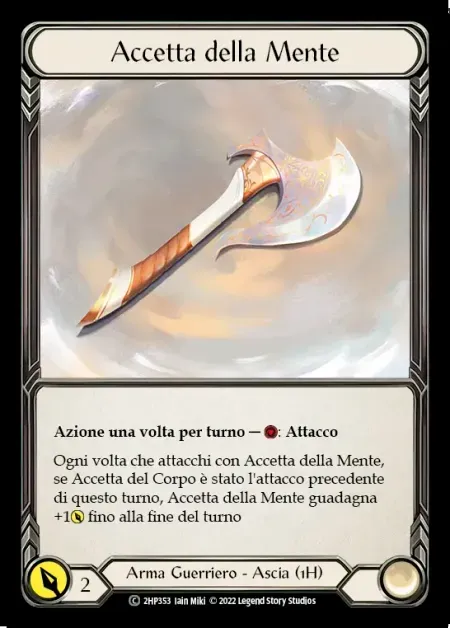 Accetta della Mente
Azione una volta per turno — : Attacco
Ogni volta che attacchi con Accetta della Mente,
se Accetta del Corpo è stato l'attacco precedente
di questo turno, Accetta della Mente guadagna
+1 fino alla fine del turno
2
Arma Guerriero - Ascia (1H)
C 2HP353 Iain Miki © 2022 Legend Story Studios